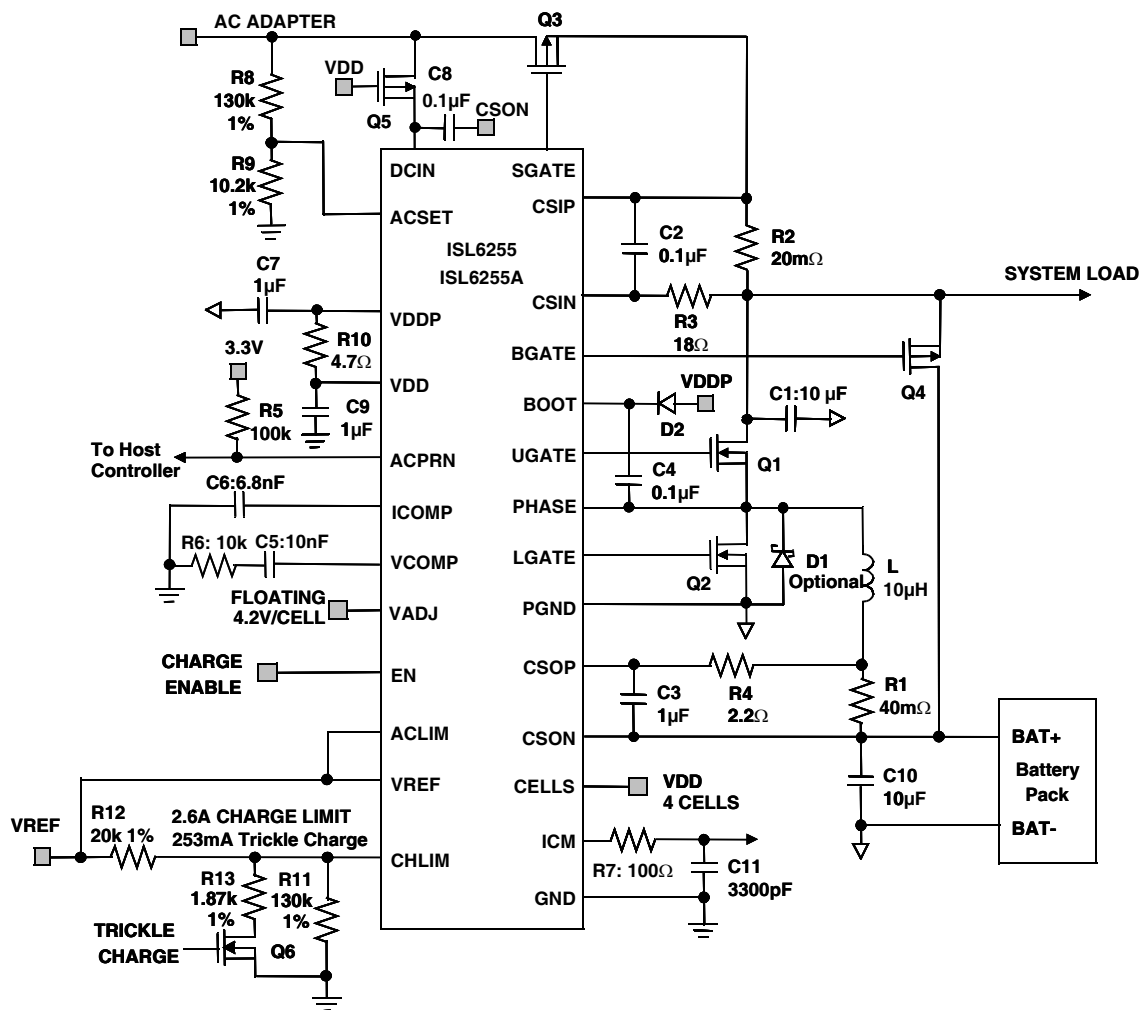 AC ADAPTER
Q3
R8
130k
1%
VDD
C8
0.1µF
CSON
Q5
R9
10.2k
1%
DCIN
SGATE
CSIP
ACSET
ISL6255
ISL6255A
C2
0.1µF
R2
20mΩ
SYSTEM LOAD
C7
1µF
CSIN
R3
18Ω
VDDP
R10
4.7Ω
3.3V
BGATE
Q4
VDD
VDDP
C1:10 µF
BOOT
D2
R5
100k
C9
1µF
To Host
Controller
ACPRN
UGATE
Q1
C4
0.1µF
C6:6.8nF
ICOMP
PHASE
R6: 10k
C5:10nF
VCOMP
LGATE
Q2
D1
Optional
L
10µH
FLOATING
4.2V/CELL
VADJ
PGND
CHARGE
ENABLE
EN
CSOP
C3
1µF
R4
2.2Ω
R1
40mΩ
ACLIM
CSON
BAT+
VREF
CELLS
VDD
4 CELLS
C10
10µF
Battery
Pack
BAT-
VREF
R12
20k 1%
2.6A CHARGE LIMIT
253mA Trickle Charge
CHLIM
ICM
R7: 100Ω
C11
3300pF
R13
1.87k
1%
R11
130k
1%
GND
TRICKLE
CHARGE
Q6